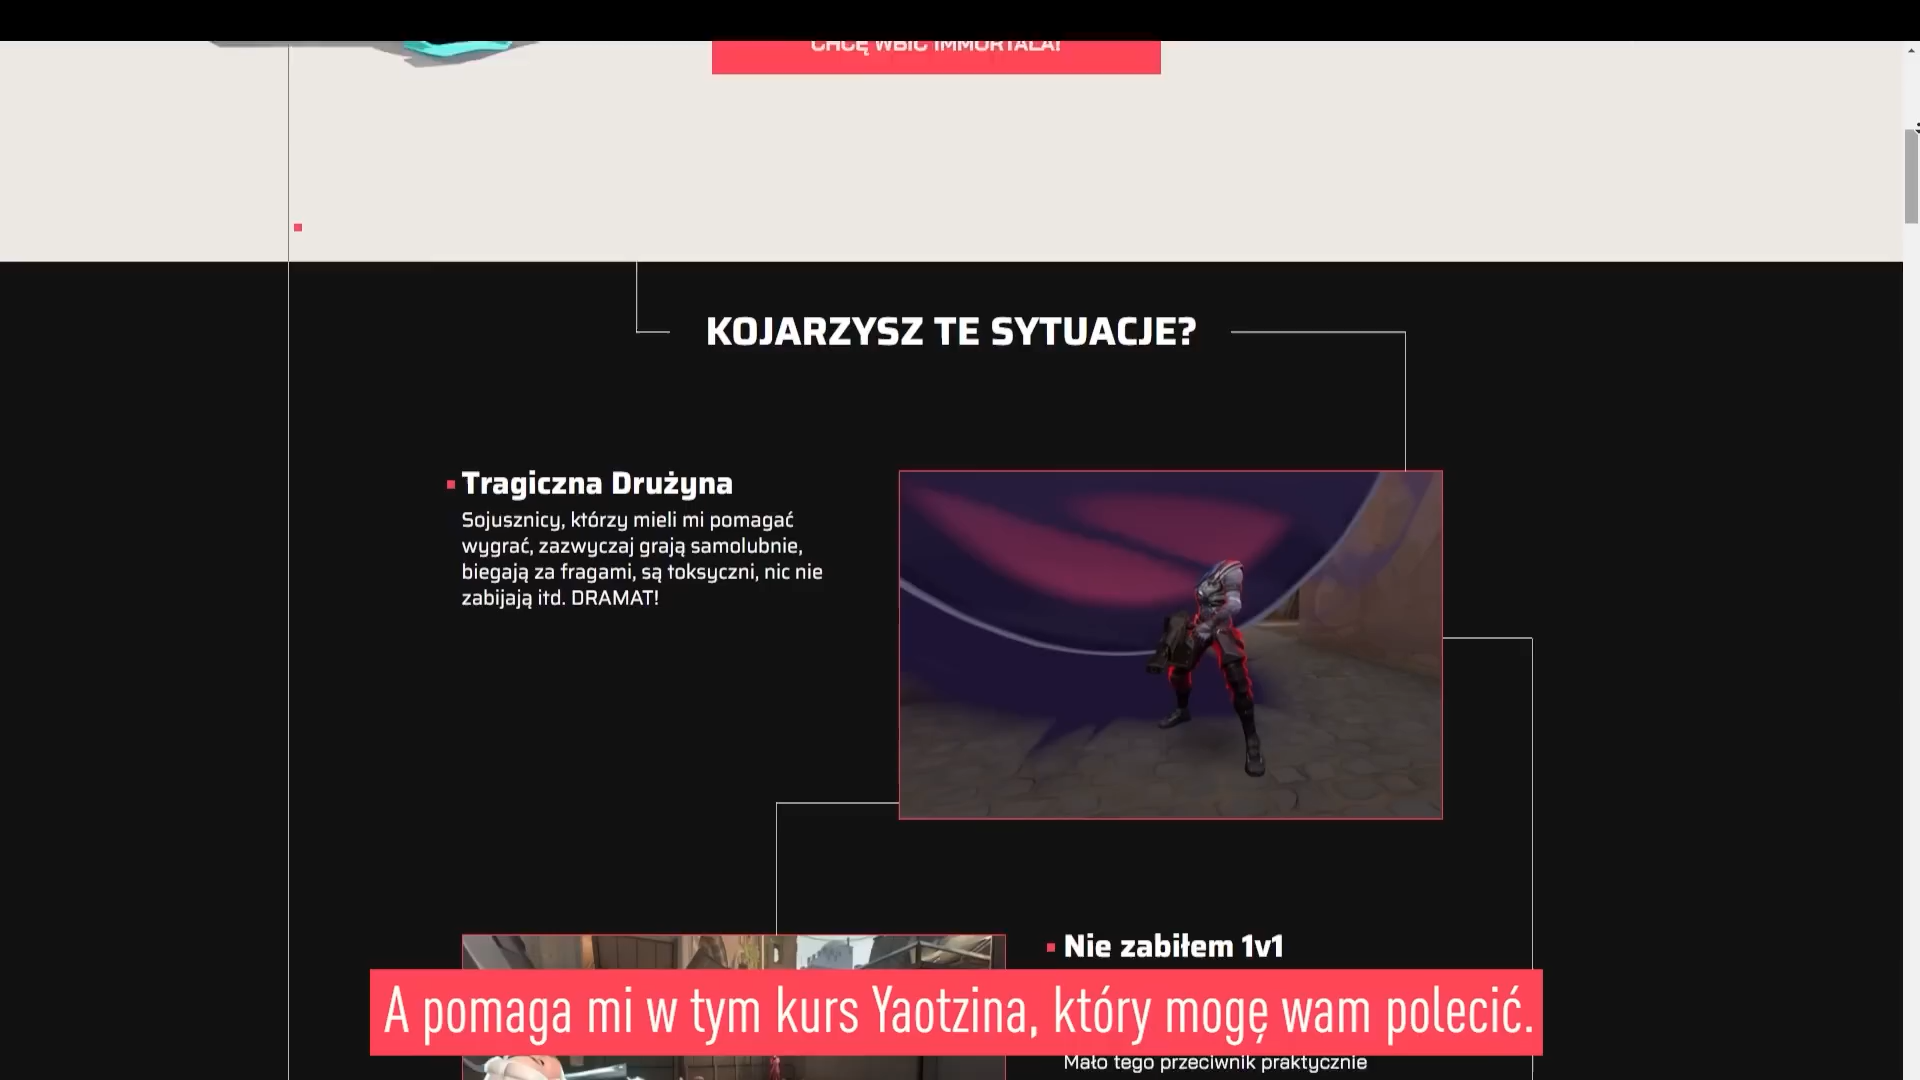 CHCĘ WBIĆ IMMORTALA!
KOJARZYSZ TE SYTUACJE?
Tragiczna Drużyna
Sojusznicy, którzy mieli mi pomagać
wygrać, zazwyczaj grają samolubnie,
biegają za fragami, są toksyczni, nic nie
zabijają itd. DRAMAT!
Nie zabiłem 1v1
A pomaga mi w tym kurs Yaotzina, który mogę wam polecić.
Mało tego przeciwnik praktycznie